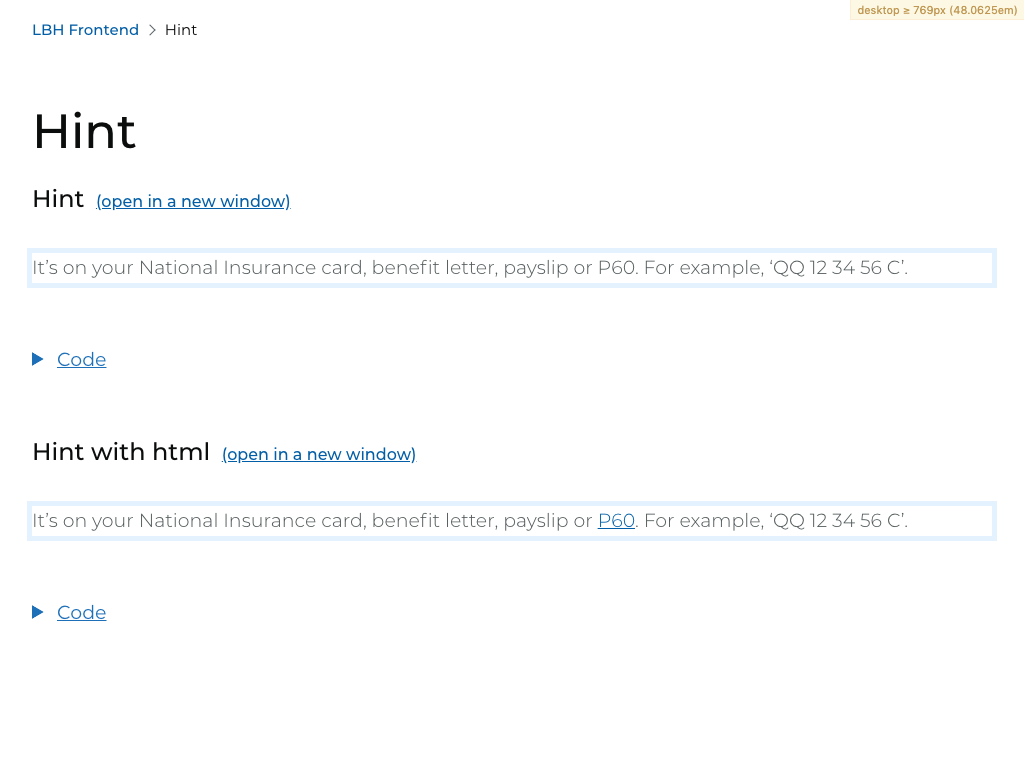 desktop ≥ 769px (48.0625em)
LBH Frontend > Hint
Hint
Hint (open in a new window)
It’s on your National Insurance card, benefit letter, payslip or P60. For example, ‘QQ 12 34 56 C’.
Code
Hint with html (open in a new window)
It’s on your National Insurance card, benefit letter, payslip or P60. For example, ‘QQ 12 34 56 C’.
Code